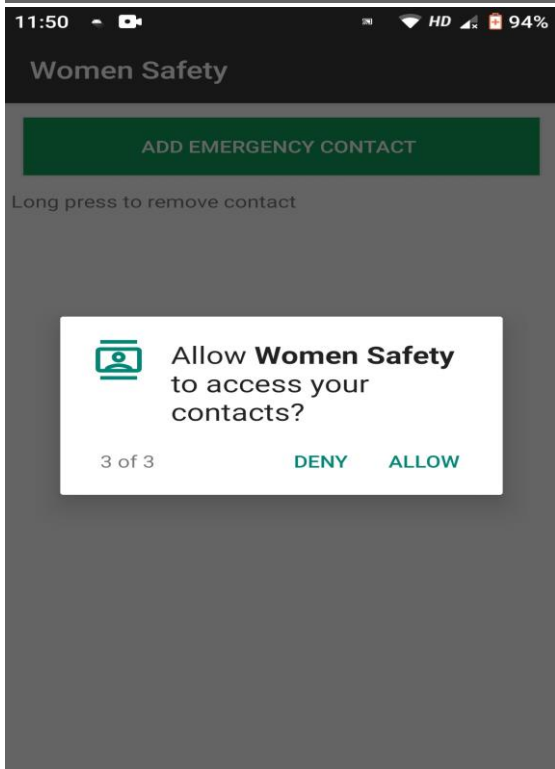 11:50 HD 94%
Women Safety
ADD EMERGENCY CONTACT
Long press to remove contact
Allow Women Safety
to access your
contacts?
3 of 3 DENY ALLOW